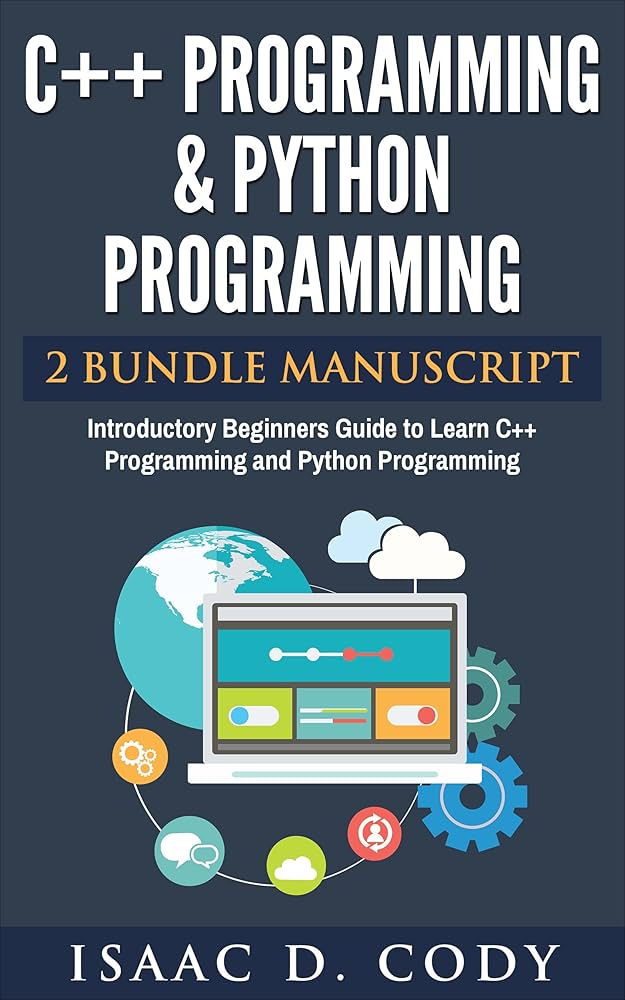 C++ PROGRAMMING
& PYTHON
PROGRAMMING
2 BUNDLE MANUSCRIPT
Introductory Beginners Guide to Learn C++
Programming and Python Programming
ISAAC D. CODY